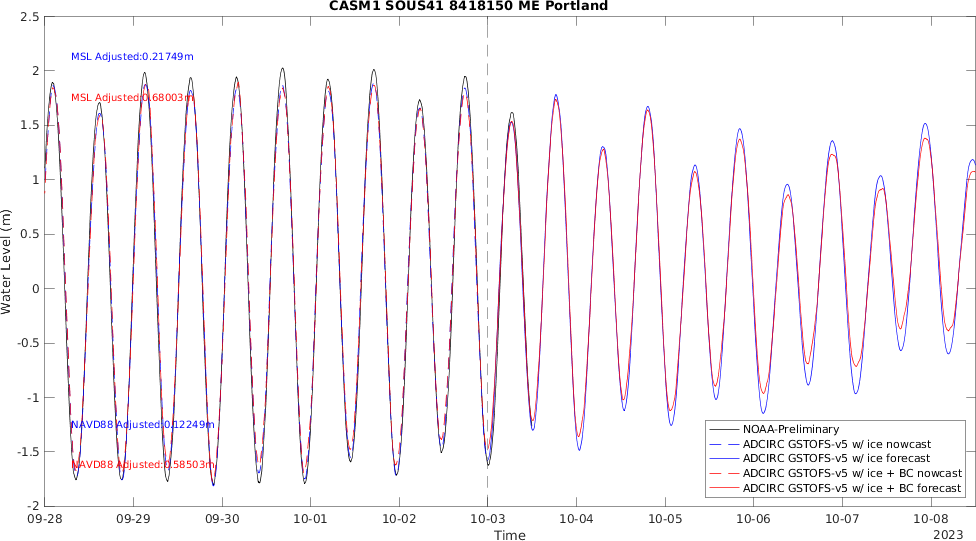 CASM1 SOUS41 8418150 ME Portland
2.5
2
1.5
1
0.5
0
-0.5
-1
-1.5
-2
Water Level (m)
MSL Adjusted:0.21749m
MSL Adjusted:0.68003m
NAVD88 Adjusted:0.12249m
NAVD88 Adjusted:0.58503m
NOAA-Preliminary
ADCIRC GSTOFS-v5 w/ ice nowcast
ADCIRC GSTOFS-v5 w/ ice forecast
ADCIRC GSTOFS-v5 w/ ice + BC nowcast
ADCIRC GSTOFS-v5 w/ ice + BC forecast
09-28 09-29 09-30 10-01 10-02 10-03 10-04 10-05 10-06 10-07 10-08
2023
Time